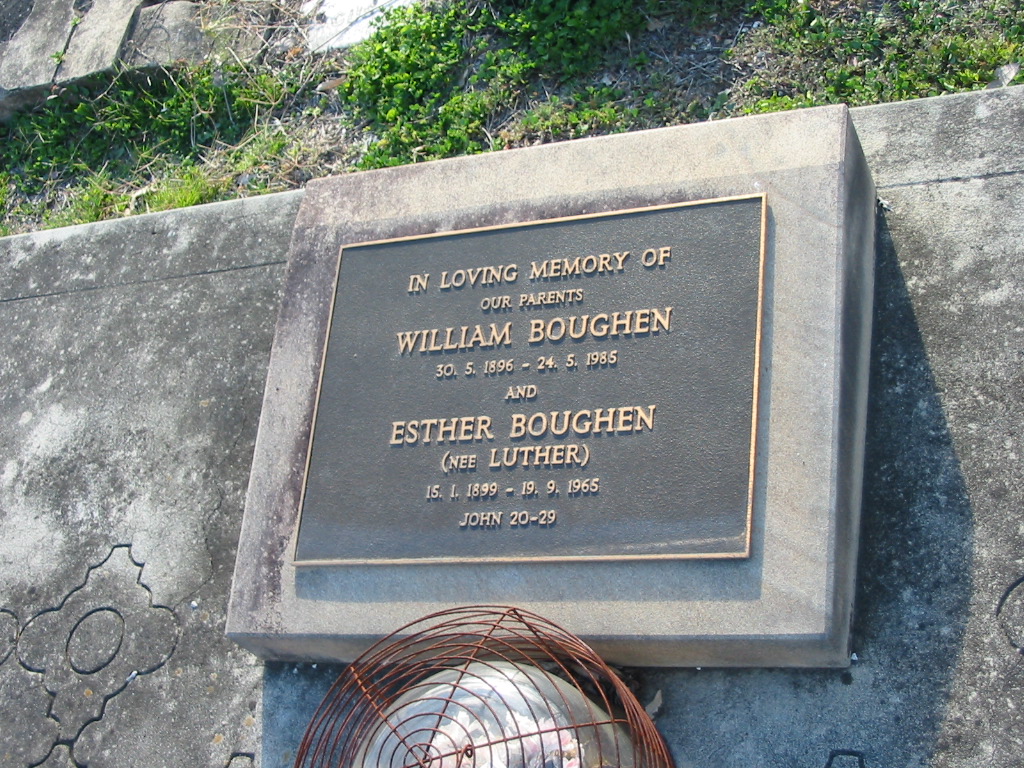 IN LOVING MEMORY OF
OUR PARENTS
WILLIAM BOUGHEN
30. 5. 1896 - 24. 5. 1985
AND
ESTHER BOUGHEN
(NEE LUTHER)
15. 1. 1899 - 19. 9. 1965
JOHN 20-29